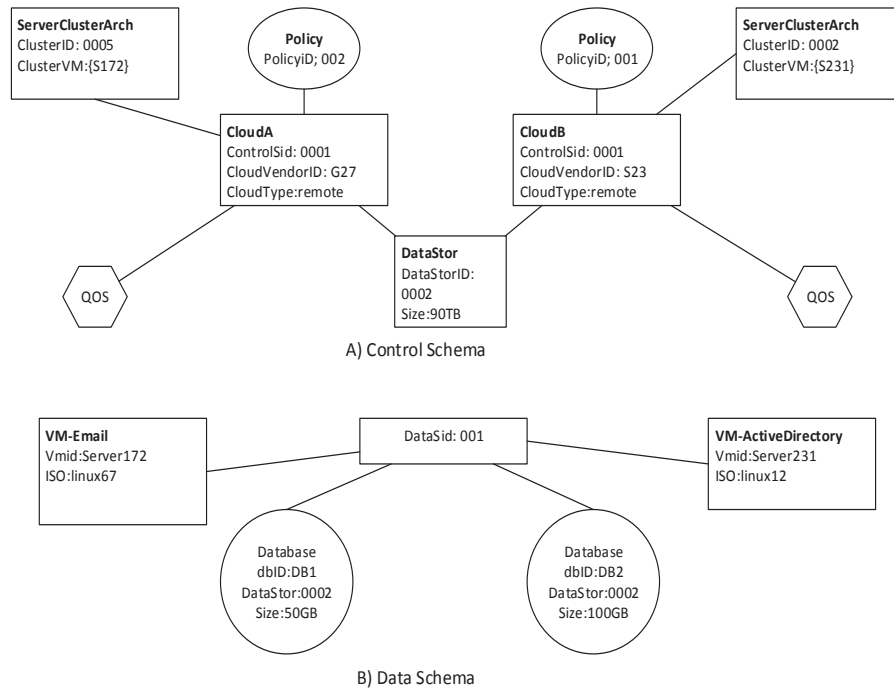 ServerClusterArch
ClusterID: 0005
ClusterVM:{S172}
Policy
PolicyiD; 002
Policy
PolicyiD; 001
ServerClusterArch
ClusterID: 0002
ClusterVM:{S231}
CloudA
ControlSid: 0001
CloudVendorID: G27
CloudType:remote
CloudB
ControlSid: 0001
CloudVendorID: S23
CloudType:remote
QOS
DataStor
DataStorID:
0002
Size:90TB
QOS
A) Control Schema
VM-Email
Vmid:Server172
ISO:linux67
DataSid: 001
VM-ActiveDirectory
Vmid:Server231
ISO:linux12
Database
dbID:DB1
DataStor:0002
Size:50GB
Database
dbID:DB2
DataStor:0002
Size:100GB
B) Data Schema